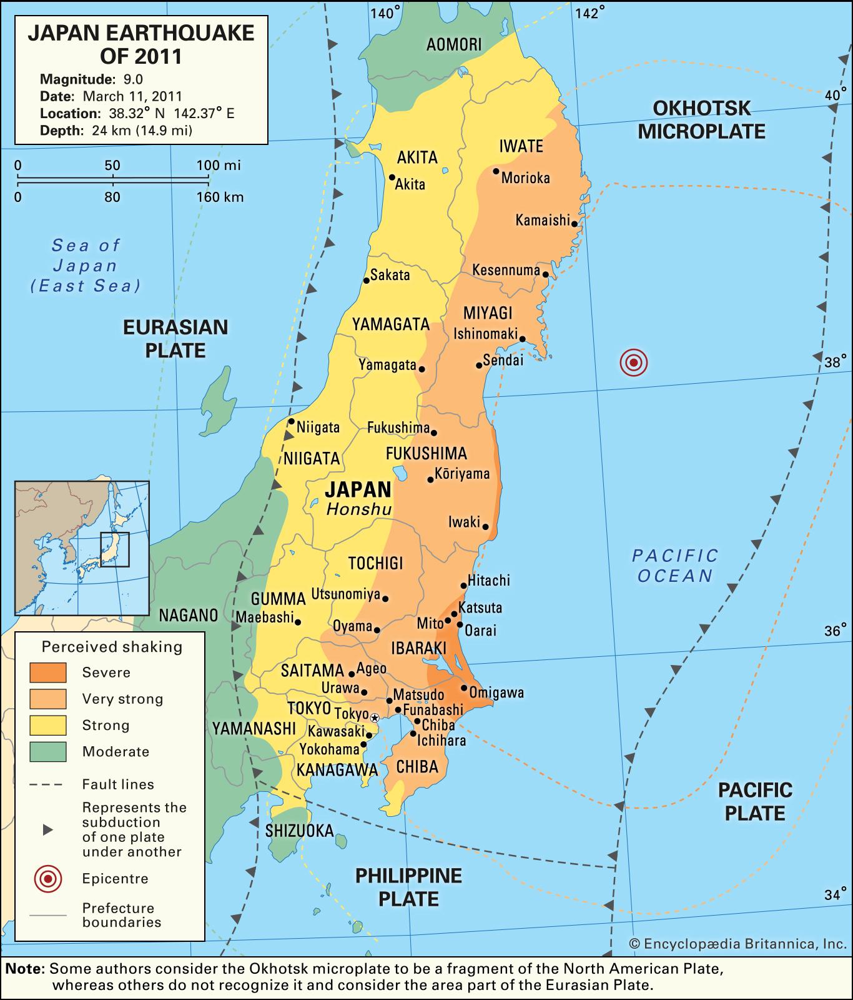 JAPAN EARTHQUAKE
OF 2011
Magnitude: 9.0
Date: March 11, 2011
Location: 38.32° N 142.37° E
Depth: 24 km (14.9 mi)
0 50 100 mi
0 80 160 km
140°
142°
40°
38°
36°
34°
AOMORI
OKHOTSK
MICROPLATE
AKITA
Akita
IWATE
Morioka
Kamaishi
Sea of
Japan
(East Sea)
Sakata
Kesennuma
EURASIAN
PLATE
YAMAGATA
MIYAGI
Ishinomaki
Yamagata
Sendai
Niigata
NIIGATA
Fukushima
FUKUSHIMA
Kōriyama
JAPAN
Honshu
Iwaki
PACIFIC
OCEAN
TOCHIGI
Hitachi
GUMMA
Utsunomiya
NAGANO
Maebashi
Oyama
Katsuta
Mito
Oarai
IBARAKI
SAITAMA
Ageo
Urawa
Omigawa
Matsudo
TOKYO
Tokyo
Funabashi
YAMANASHI
Kawasaki
Chiba
Ichihara
Yokohama
KANAGAWA
CHIBA
SHIZUOKA
PACIFIC
PLATE
PHILIPPINE
PLATE
Perceived shaking
Severe
Very strong
Strong
Moderate
Fault lines
Represents the
subduction
of one plate
under another
Epicentre
Prefecture
boundaries
© Encyclopædia Britannica, Inc.
Note: Some authors consider the Okhotsk microplate to be a fragment of the North American Plate,
whereas others do not recognize it and consider the area part of the Eurasian Plate.